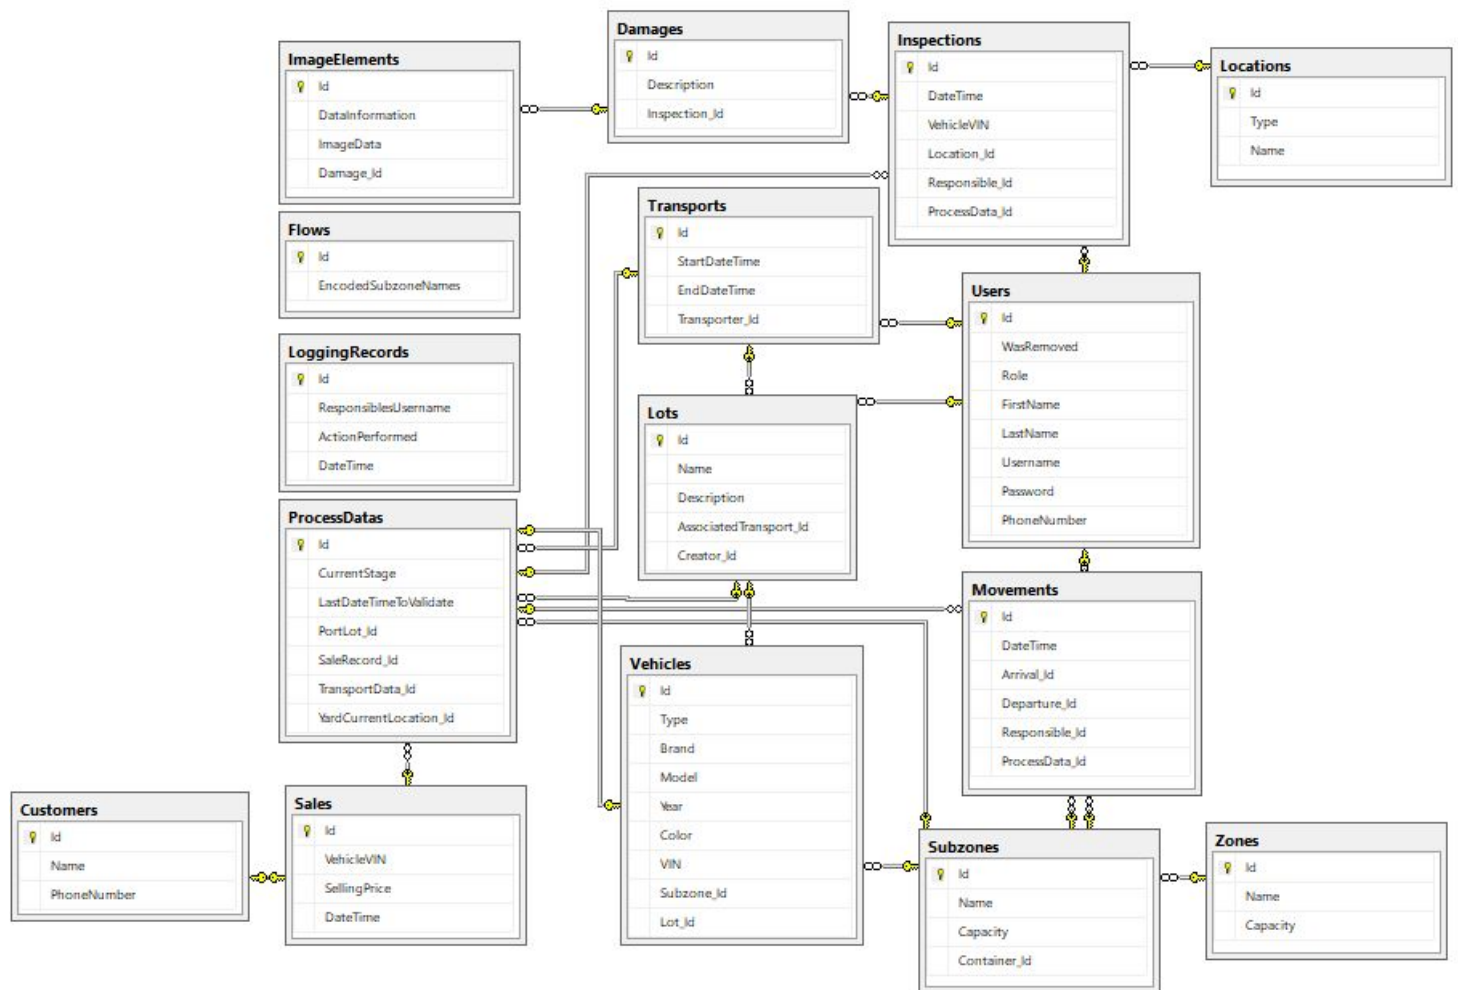 ImageElements
Id
DataInformation
ImageData
Damage_Id
Damages
Id
Description
Inspection_Id
Inspections
Id
DateTime
VehicleVIN
Location_Id
Responsible_Id
ProcessData_Id
Locations
Id
Type
Name
Flows
Id
EncodedSubzoneNames
Transports
Id
StartDateTime
EndDateTime
Transporter_Id
Users
Id
WasRemoved
Role
FirstName
LastName
Username
Password
PhoneNumber
LoggingRecords
Id
ResponsiblesUsername
ActionPerformed
DateTime
Lots
Id
Name
Description
AssociatedTransport_Id
Creator_Id
ProcessDatas
Id
CurrentStage
LastDateTimeToValidate
PortLot_Id
SaleRecord_Id
TransportData_Id
YardCurrentLocation_Id
Movements
Id
DateTime
Arrival_Id
Departure_Id
Responsible_Id
ProcessData_Id
Vehicles
Id
Type
Brand
Model
Year
Color
VIN
Subzone_Id
Lot_Id
Customers
Id
Name
PhoneNumber
Sales
Id
VehicleVIN
SellingPrice
DateTime
Subzones
Id
Name
Capacity
Container_Id
Zones
Id
Name
Capacity